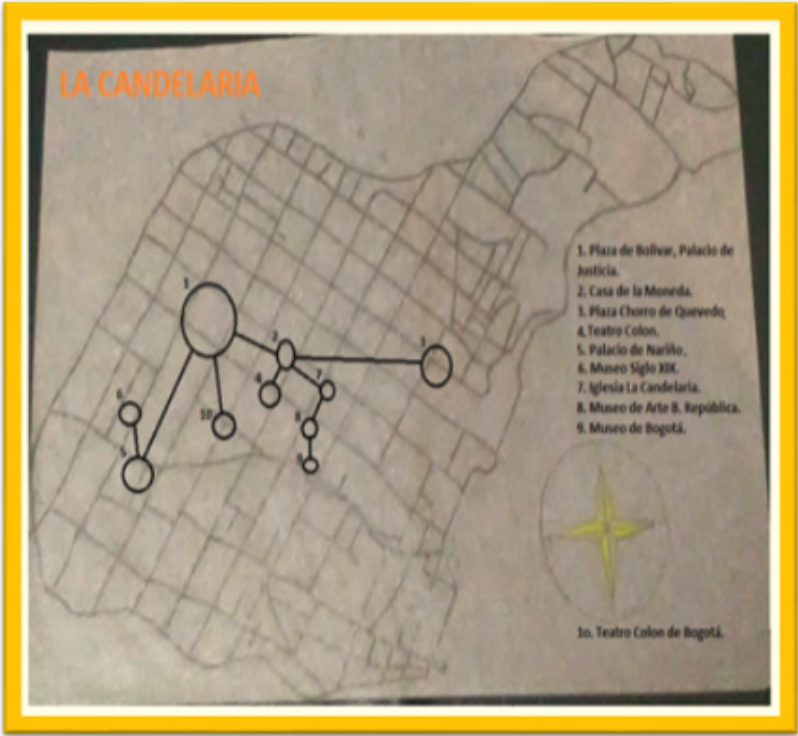 LA CANDELARIA
1. Plaza de Bolivar, Palacio de
Justicia.
2. Casa de la Moneda.
3. Plaza Chorro de Quevedo,
4.Teatro Colon.
5. Palacio de Nariño.
6. Museo Siglo XIX.
7. Iglesia La Candelaria.
8. Museo de Arte B. República.
9. Museo de Bogotá.
1o. Teatro Colon de Bogotá.
1
2
3
4
7
6
10
8
5
9